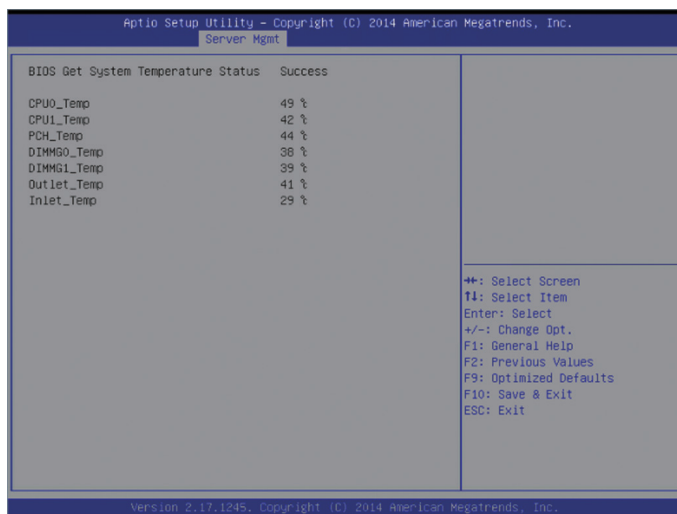 Aptio Setup Utility – Copyright (C) 2014 American Megatrends, Inc.
Server Mgmt
BIOS Get System Temperature Status Success
CPU0_Temp 49 ℃
CPU1_Temp 42 ℃
PCH_Temp 44 ℃
DIMMG0_Temp 38 ℃
DIMMG1_Temp 39 ℃
Outlet_Temp 41 ℃
Inlet_Temp 29 ℃
→←: Select Screen
↑↓: Select Item
Enter: Select
+/-: Change Opt.
F1: General Help
F2: Previous Values
F9: Optimized Defaults
F10: Save & Exit
ESC: Exit
Version 2.17.1245. Copyright (C) 2014 American Megatrends, Inc.